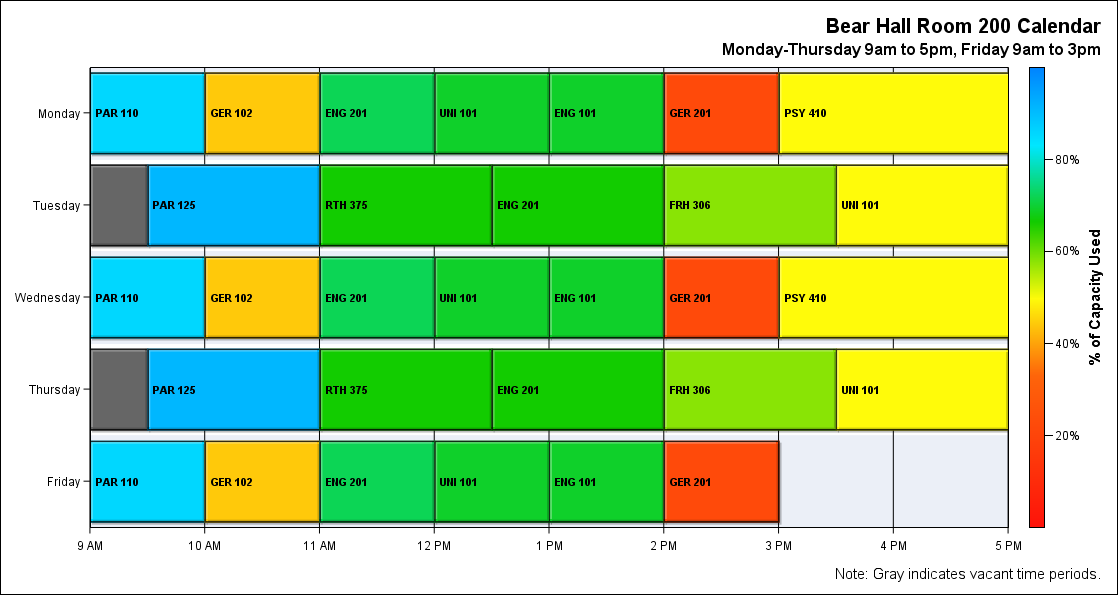 Bear Hall Room 200 Calendar
Monday-Thursday 9am to 5pm, Friday 9am to 3pm
Monday PAR 110 GER 102 ENG 201 UNI 101 ENG 101 GER 201 PSY 410
80%
Tuesday PAR 125 RTH 375 ENG 201 FRH 306 UNI 101
60%
% of Capacity Used
Wednesday PAR 110 GER 102 ENG 201 UNI 101 ENG 101 GER 201 PSY 410
40%
Thursday PAR 125 RTH 375 ENG 201 FRH 306 UNI 101
20%
Friday PAR 110 GER 102 ENG 201 UNI 101 ENG 101 GER 201
9 AM 10 AM 11 AM 12 PM 1 PM 2 PM 3 PM 4 PM 5 PM
Note: Gray indicates vacant time periods.